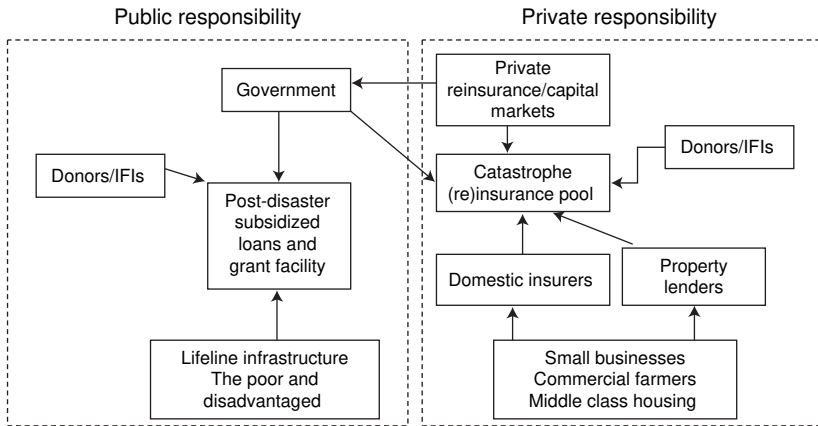 Public responsibility
Private responsibility
Government
Private
reinsurance/capital
markets
Donors/IFIs
Post-disaster
subsidized
loans and
grant facility
Catastrophe
(re)insurance pool
Donors/IFIs
Domestic insurers
Property
lenders
Lifeline infrastructure
The poor and
disadvantaged
Small businesses
Commercial farmers
Middle class housing